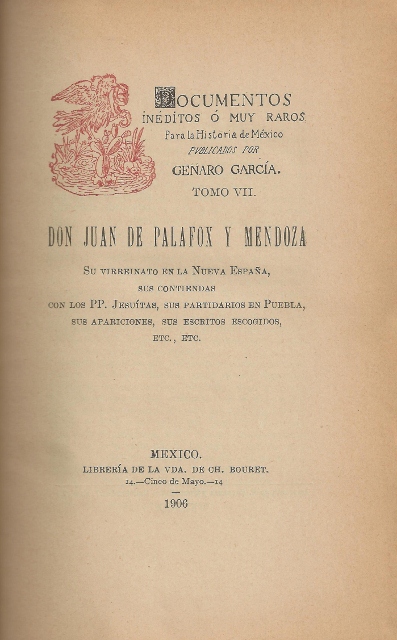 DOCUMENTOS
INÉDITOS Ó MUY RAROS
Para la Historia de México
PVBLICADOS POR
GENARO GARCÍA.
TOMO VII.
DON JUAN DE PALAFOX Y MENDOZA
SU VIRREINATO EN LA NUEVA ESPAÑA,
SUS CONTIENDAS
CON LOS PP. JESUÍTAS, SUS PARTIDARIOS EN PUEBLA,
SUS APARICIONES, SUS ESCRITOS ESCOGIDOS,
ETC., ETC.
MEXICO.
LIBRERÍA DE LA VDA. DE CH. BOURET.
14.—Cinco de Mayo.—14
—
1906